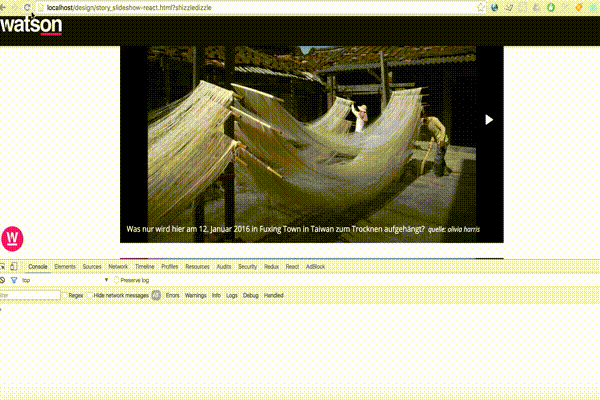 localhost/design/story_slideshow-react.html?shizzledizzle
watson
Was nur wird hier am 12. Januar 2016 in Fuxing Town in Taiwan zum Trocknen aufgehängt? quelle: olivia harris
W
Console Elements Sources Network Timeline Profiles Resources Audits Security Redux React AdBlock
top Preserve log
Regex Hide network messages All Errors Warnings Info Logs Debug Handled